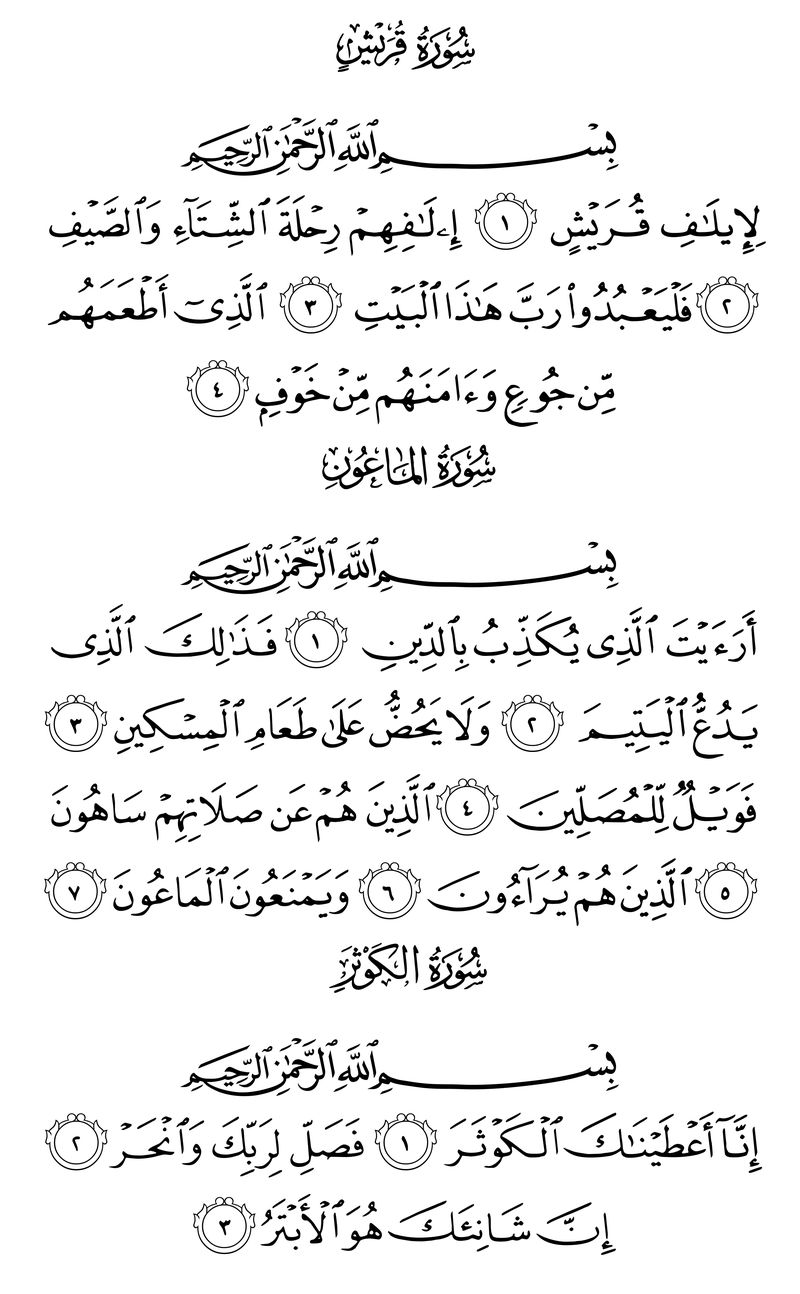 سُورَةُ قُرَيْشٍ
بِسْمِ ٱللَّهِ ٱلرَّحْمَٰنِ ٱلرَّحِيمِ
لِإِيلَٰفِ قُرَيْشٍ ١ إِۦلَٰفِهِمْ رِحْلَةَ ٱلشِّتَآءِ وَٱلصَّيْفِ
٢ فَلْيَعْبُدُوا۟ رَبَّ هَٰذَا ٱلْبَيْتِ ٣ ٱلَّذِىٓ أَطْعَمَهُم
مِّن جُوعٍ وَءَامَنَهُم مِّنْ خَوْفٍۭ ٤
سُورَةُ المَاعُونِ
بِسْمِ ٱللَّهِ ٱلرَّحْمَٰنِ ٱلرَّحِيمِ
أَرَءَيْتَ ٱلَّذِى يُكَذِّبُ بِٱلدِّينِ ١ فَذَٰلِكَ ٱلَّذِى
يَدُعُّ ٱلْيَتِيمَ ٢ وَلَا يَحُضُّ عَلَىٰ طَعَامِ ٱلْمِسْكِينِ ٣
فَوَيْلٌ لِّلْمُصَلِّينَ ٤ ٱلَّذِينَ هُمْ عَن صَلَاتِهِمْ سَاهُونَ
٥ ٱلَّذِينَ هُمْ يُرَآءُونَ ٦ وَيَمْنَعُونَ ٱلْمَاعُونَ ٧
سُورَةُ الكَوْثَرِ
بِسْمِ ٱللَّهِ ٱلرَّحْمَٰنِ ٱلرَّحِيمِ
إِنَّآ أَعْطَيْنَٰكَ ٱلْكَوْثَرَ ١ فَصَلِّ لِرَبِّكَ وَٱنْحَرْ ٢
إِنَّ شَانِئَكَ هُوَ ٱلْأَبْتَرُ ٣